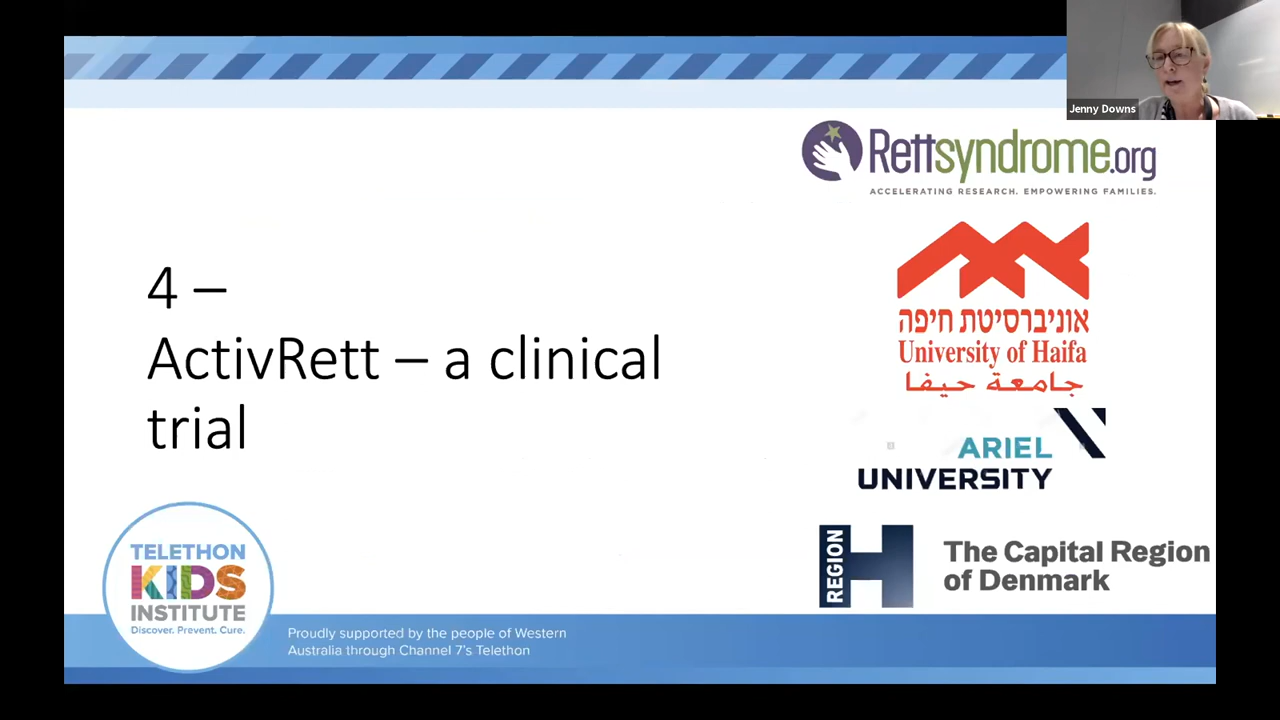 Jenny Downs
Rettsyndrome.org
ACCELERATING RESEARCH. EMPOWERING FAMILIES.
4 –
ActivRett – a clinical
trial
אוניברסיטת חיפה
University of Haifa
جامعة حيفا
ARIEL
UNIVERSITY
REGION
H
The Capital Region
of Denmark
TELETHON
KIDS
INSTITUTE
Discover. Prevent. Cure.
Proudly supported by the people of Western
Australia through Channel 7's Telethon